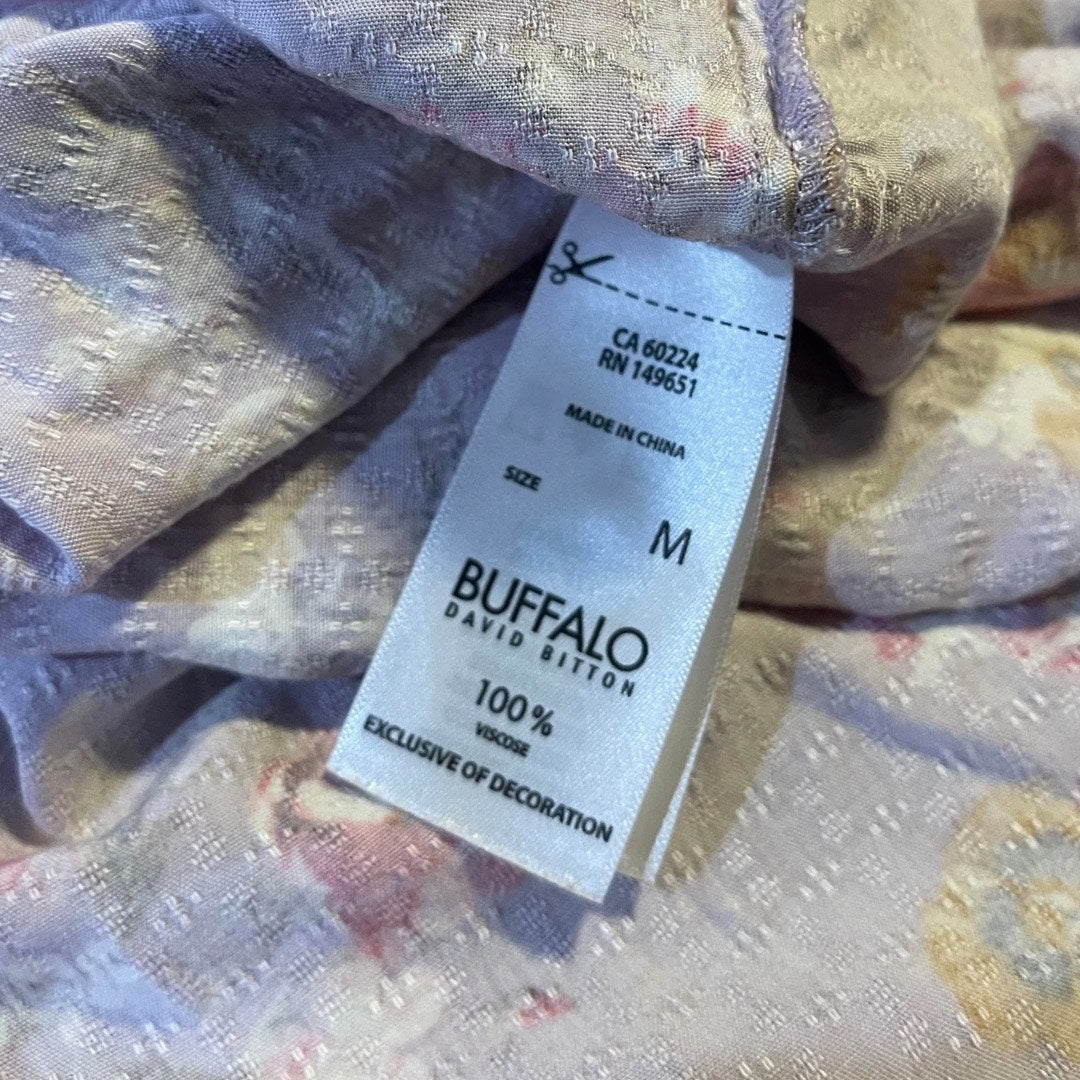 CA 60224
RN 149651
MADE IN CHINA
SIZE
M
BUFFALO
DAVID BITTON
100%
VISCOSE
EXCLUSIVE OF DECORATION